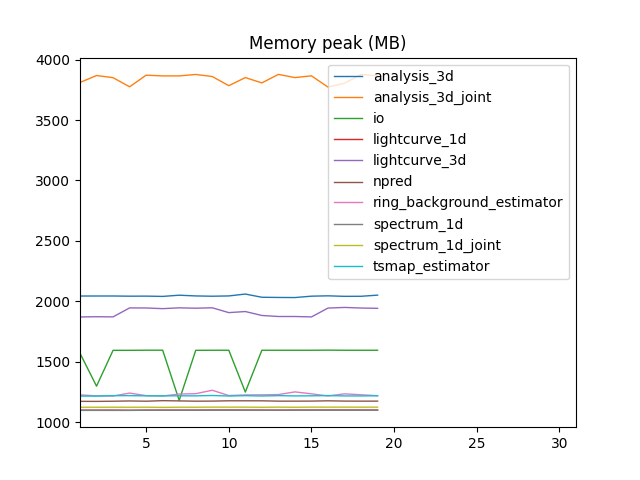 Memory peak (MB)
4000
3500
3000
2500
2000
1500
1000
5
10
15
20
25
30
analysis_3d
analysis_3d_joint
io
lightcurve_1d
lightcurve_3d
npred
ring_background_estimator
spectrum_1d
spectrum_1d_joint
tsmap_estimator